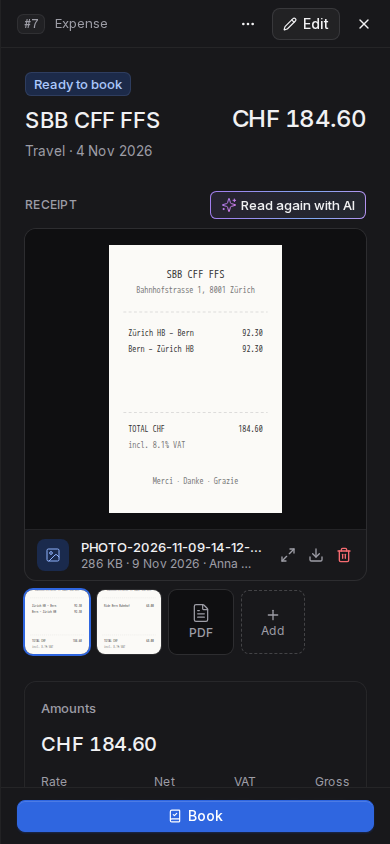 #7 Expense
Edit
Ready to book
SBB CFF FFS CHF 184.60
Travel · 4 Nov 2026
RECEIPT
Read again with AI
SBB CFF FFS
Bahnhofstrasse 1, 8001 Zürich
Zürich HB – Bern 92.30
Bern – Zürich HB 92.30
TOTAL CHF 184.60
incl. 8.1% VAT
Merci · Danke · Grazie
PHOTO-2026-11-09-14-12-...
286 KB · 9 Nov 2026 · Anna ...
PDF
Add
Amounts
CHF 184.60
Rate Net VAT Gross
Book